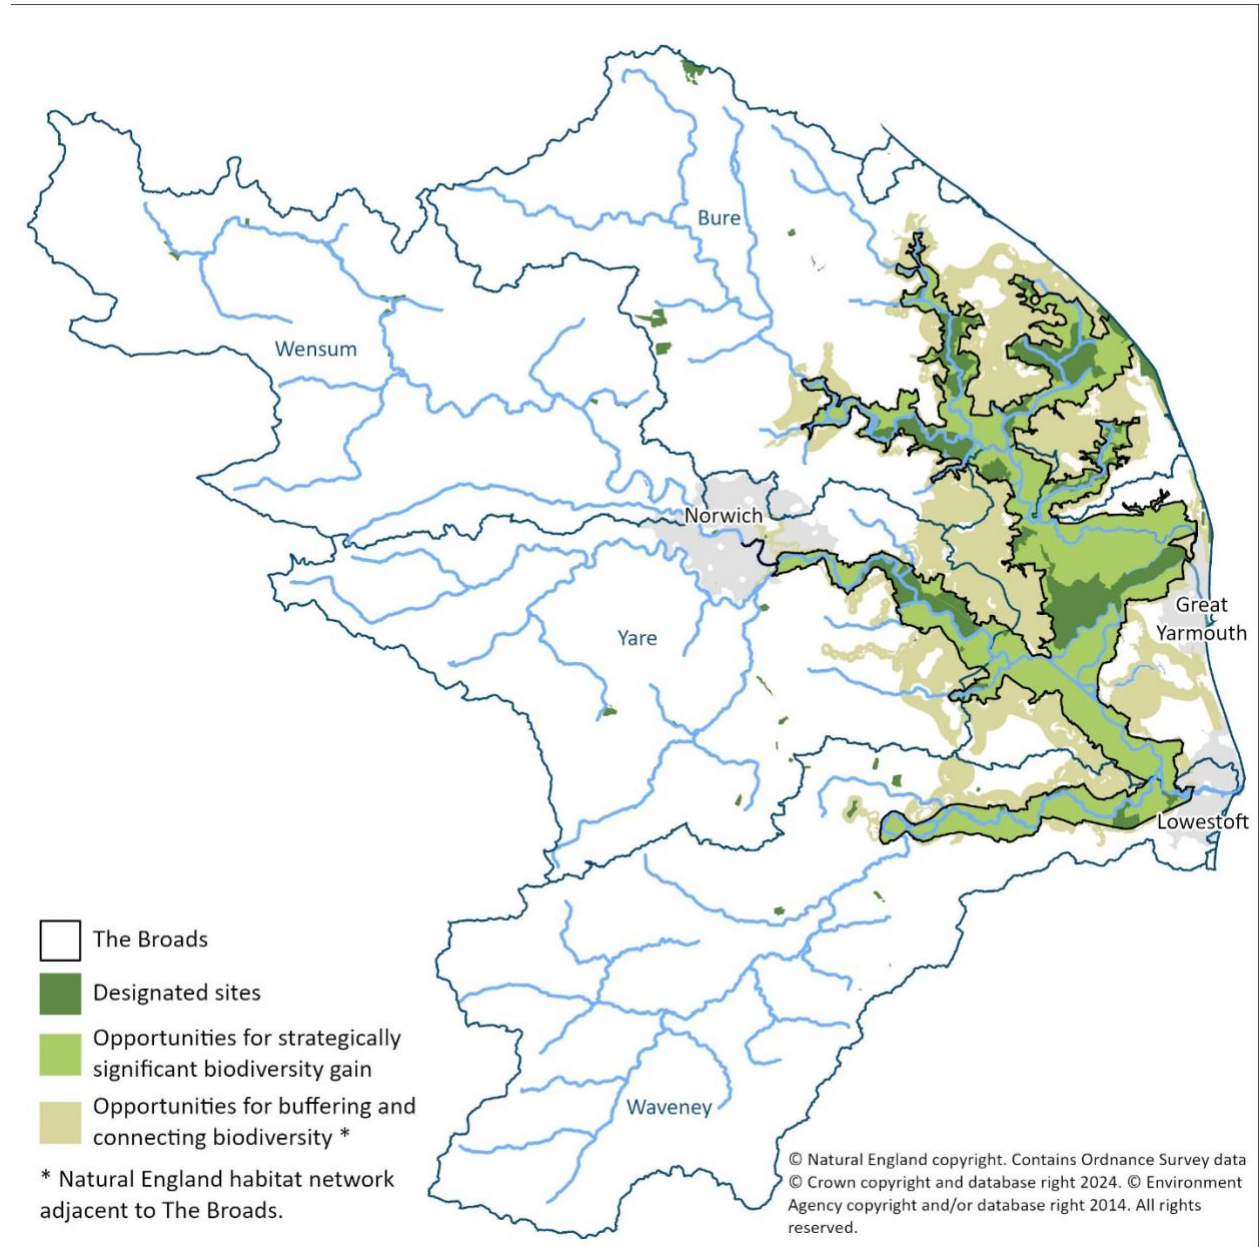 Bure
Wensum
Norwich
Great
Yarmouth
Yare
Lowestoft
Waveney
The Broads
Designated sites
Opportunities for strategically
significant biodiversity gain
Opportunities for buffering and
connecting biodiversity *
* Natural England habitat network
adjacent to The Broads.
© Natural England copyright. Contains Ordnance Survey data
© Crown copyright and database right 2024. © Environment
Agency copyright and/or database right 2014. All rights
reserved.